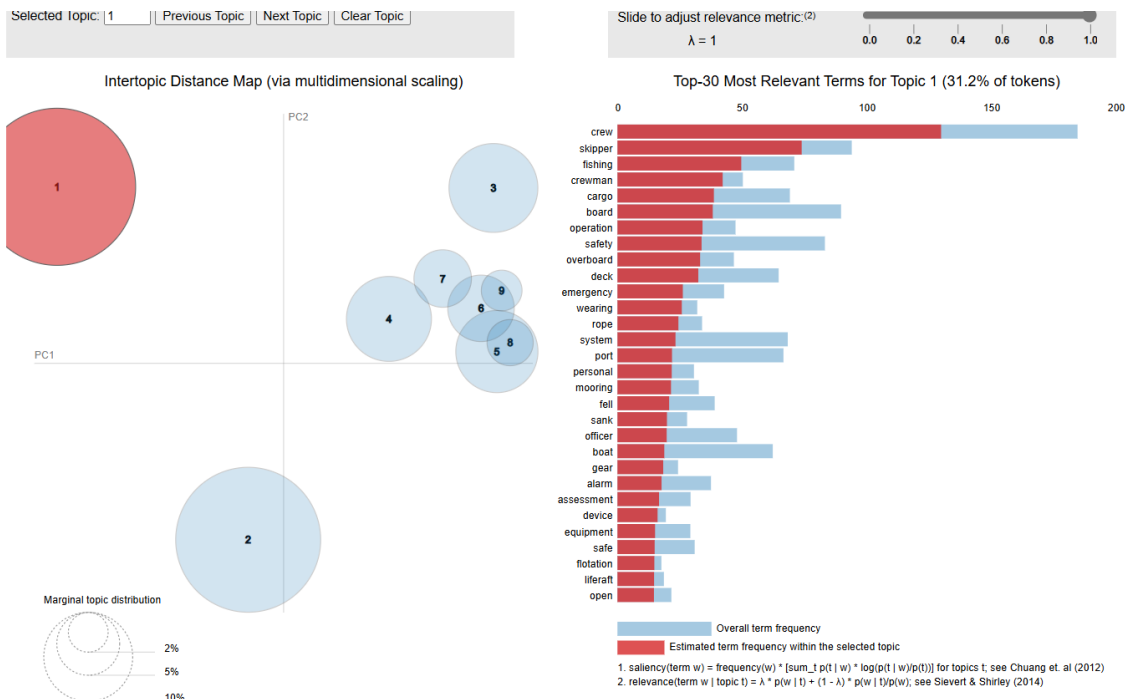 Selected Topic: 1 Previous Topic Next Topic Clear Topic
Slide to adjust relevance metric:(2)
λ = 1
0.0 0.2 0.4 0.6 0.8 1.0
Intertopic Distance Map (via multidimensional scaling)
PC2
PC1
1
3
7
9
6
4
8
5
2
Marginal topic distribution
2%
5%
10%
Top-30 Most Relevant Terms for Topic 1 (31.2% of tokens)
0 50 100 150 200
crew
skipper
fishing
crewman
cargo
board
operation
safety
overboard
deck
emergency
wearing
rope
system
port
personal
mooring
fell
sank
officer
boat
gear
alarm
assessment
device
equipment
safe
flotation
liferaft
open
Overall term frequency
Estimated term frequency within the selected topic
1. saliency(term w) = frequency(w) * [sum_t p(t | w) * log(p(t | w)/p(t))] for topics t; see Chuang et. al (2012)
2. relevance(term w | topic t) = λ * p(w | t) + (1 - λ) * p(w | t)/p(w); see Sievert & Shirley (2014)